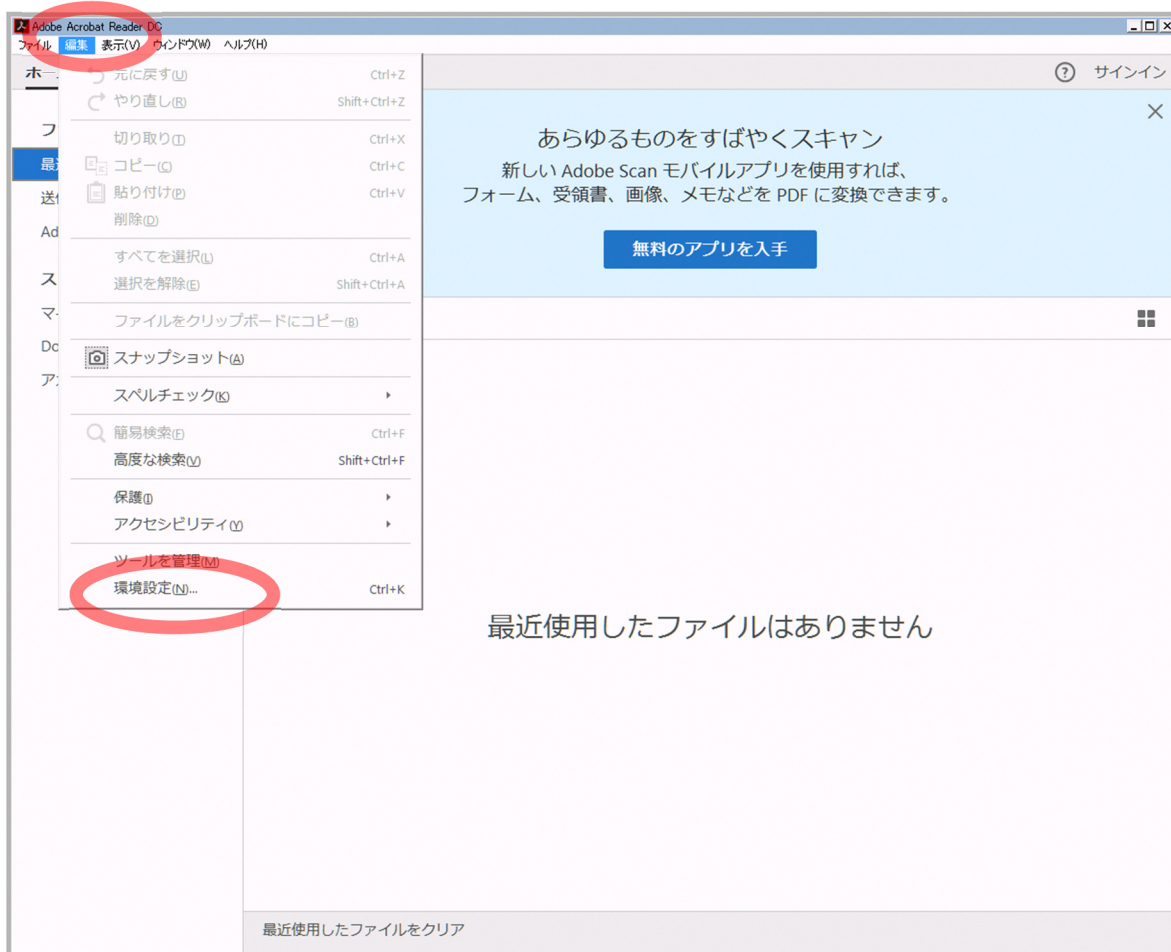 Adobe Acrobat Reader DC
ファイル 編集 表示(V) ウィンドウ(W) ヘルプ(H)
ホー
サインイン
元に戻す(U) Ctrl+Z
やり直し(R) Shift+Ctrl+Z
切り取り(T) Ctrl+X
コピー(C) Ctrl+C
貼り付け(P) Ctrl+V
削除(D)
すべてを選択(L) Ctrl+A
選択を解除(E) Shift+Ctrl+A
ファイルをクリップボードにコピー(B)
スナップショット(A)
スペルチェック(K)
簡易検索(F) Ctrl+F
高度な検索(V) Shift+Ctrl+F
保護(I)
アクセシビリティ(Y)
ツールを管理(M)
環境設定(N)... Ctrl+K
フ
最
送
Ad
ス
マ
Do
ア
あらゆるものをすばやくスキャン
新しい Adobe Scan モバイルアプリを使用すれば、
フォーム、受領書、画像、メモなどを PDF に変換できます。
無料のアプリを入手
最近使用したファイルはありません
最近使用したファイルをクリア